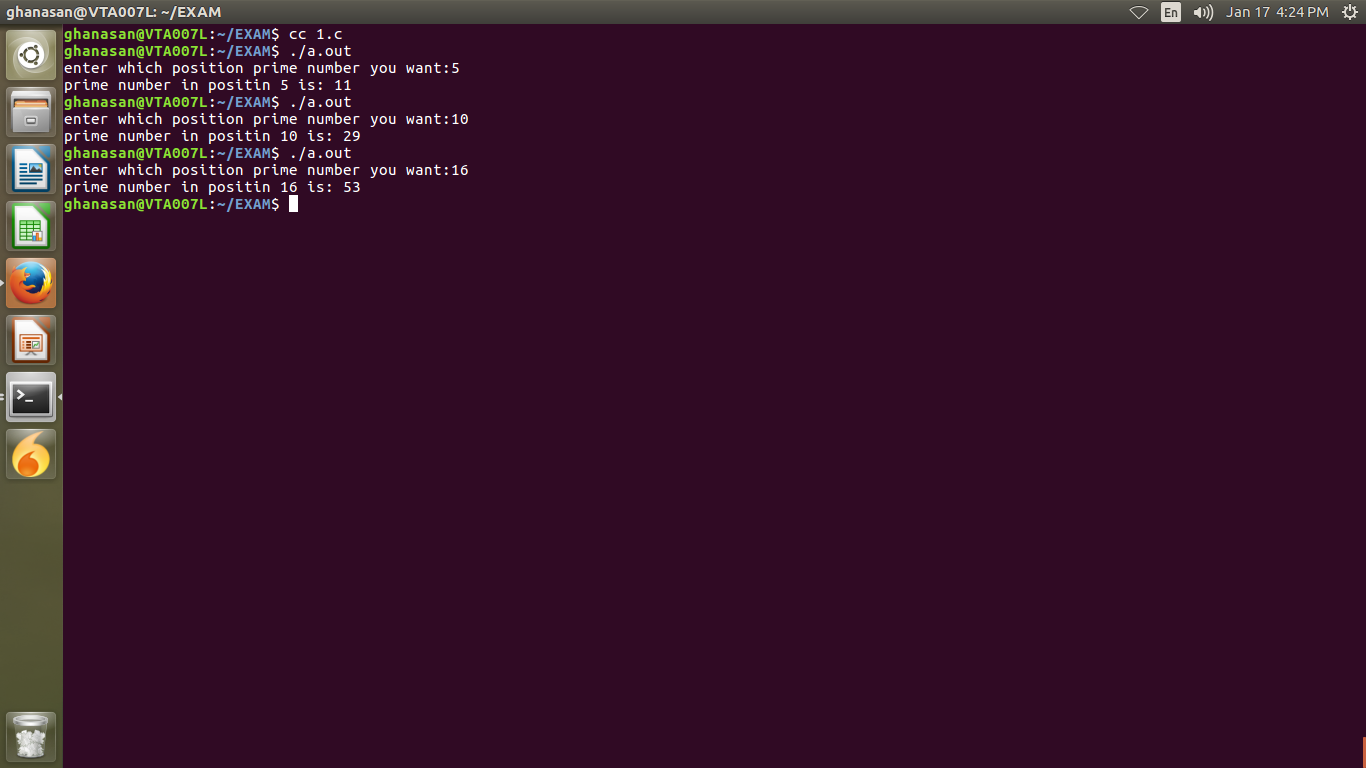 ghanasan@VTA007L: ~/EXAM
En
Jan 17 4:24 PM
ghanasan@VTA007L:~/EXAM$ cc 1.c
ghanasan@VTA007L:~/EXAM$ ./a.out
enter which position prime number you want:5
prime number in positin 5 is: 11
ghanasan@VTA007L:~/EXAM$ ./a.out
enter which position prime number you want:10
prime number in positin 10 is: 29
ghanasan@VTA007L:~/EXAM$ ./a.out
enter which position prime number you want:16
prime number in positin 16 is: 53
ghanasan@VTA007L:~/EXAM$